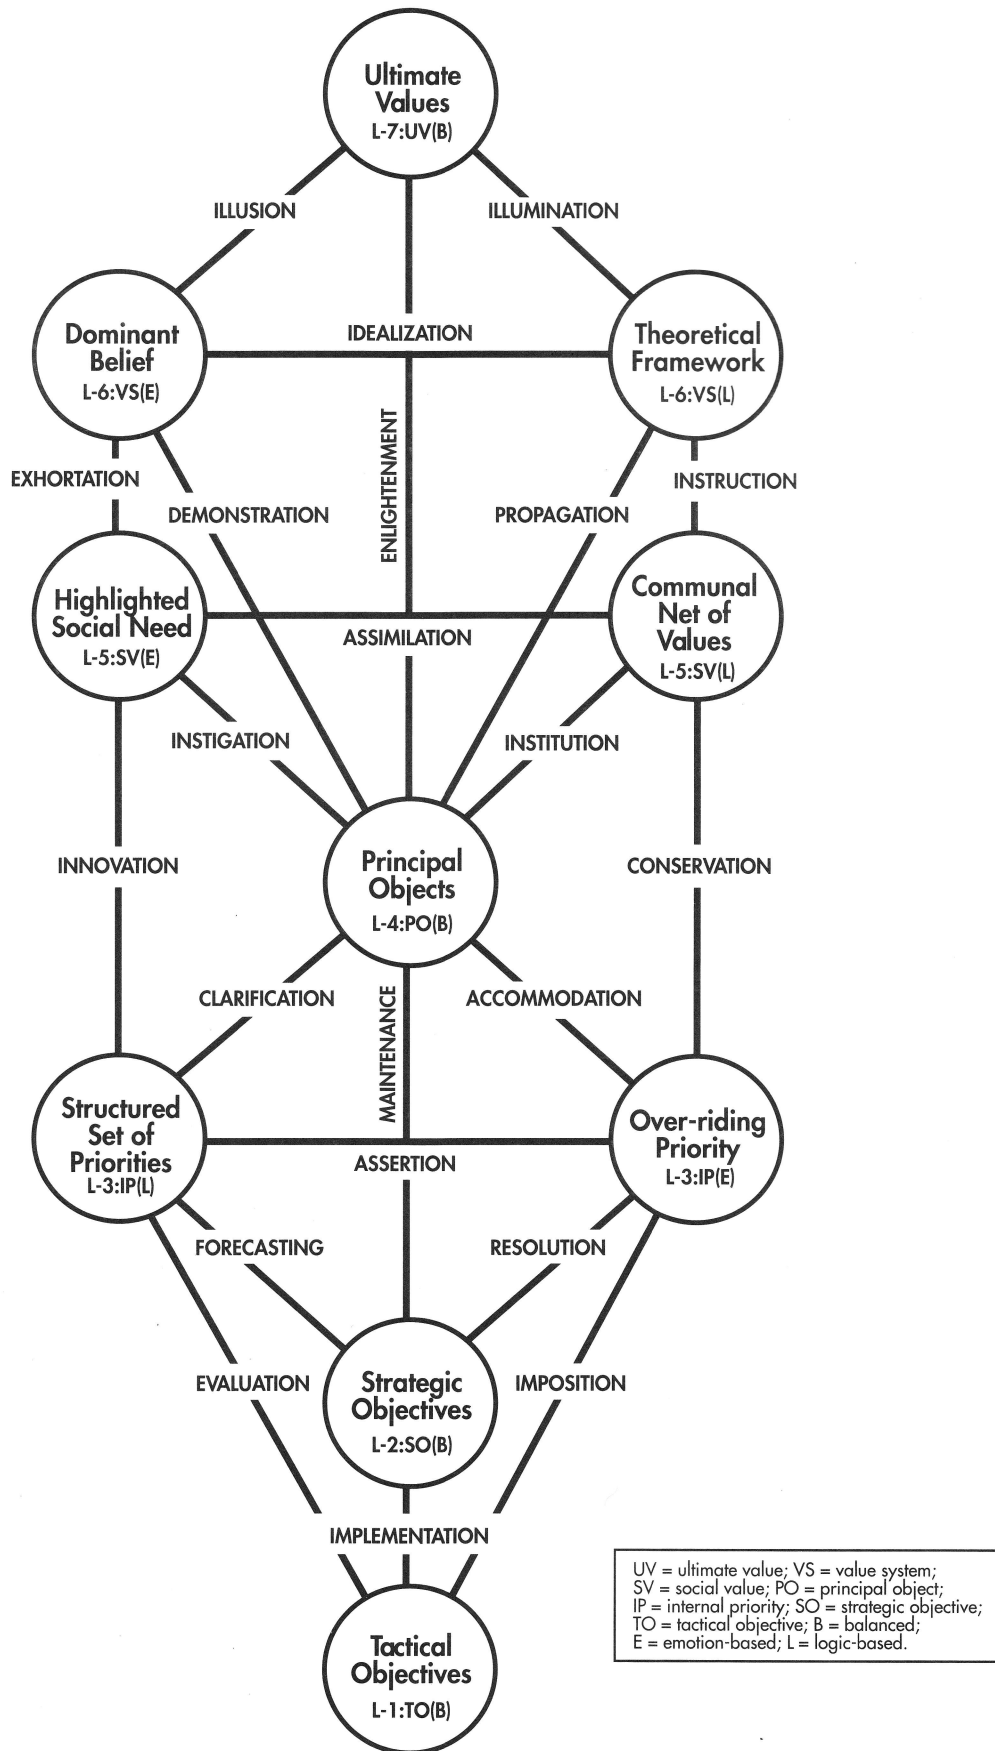 Ultimate
Values
L-7:UV(B)
ILLUSION
ILLUMINATION
Dominant
Belief
L-6:VS(E)
IDEALIZATION
Theoretical
Framework
L-6:VS(L)
EXHORTATION
DEMONSTRATION
ENLIGHTENMENT
PROPAGATION
INSTRUCTION
Highlighted
Social Need
L-5:SV(E)
ASSIMILATION
Communal
Net of
Values
L-5:SV(L)
INSTIGATION
INSTITUTION
INNOVATION
Principal
Objects
L-4:PO(B)
CONSERVATION
CLARIFICATION
MAINTENANCE
ACCOMMODATION
Structured
Set of
Priorities
L-3:IP(L)
ASSERTION
Over-riding
Priority
L-3:IP(E)
FORECASTING
RESOLUTION
EVALUATION
Strategic
Objectives
L-2:SO(B)
IMPOSITION
IMPLEMENTATION
Tactical
Objectives
L-1:TO(B)
UV = ultimate value; VS = value system;
SV = social value; PO = principal object;
IP = internal priority; SO = strategic objective;
TO = tactical objective; B = balanced;
E = emotion-based; L = logic-based.